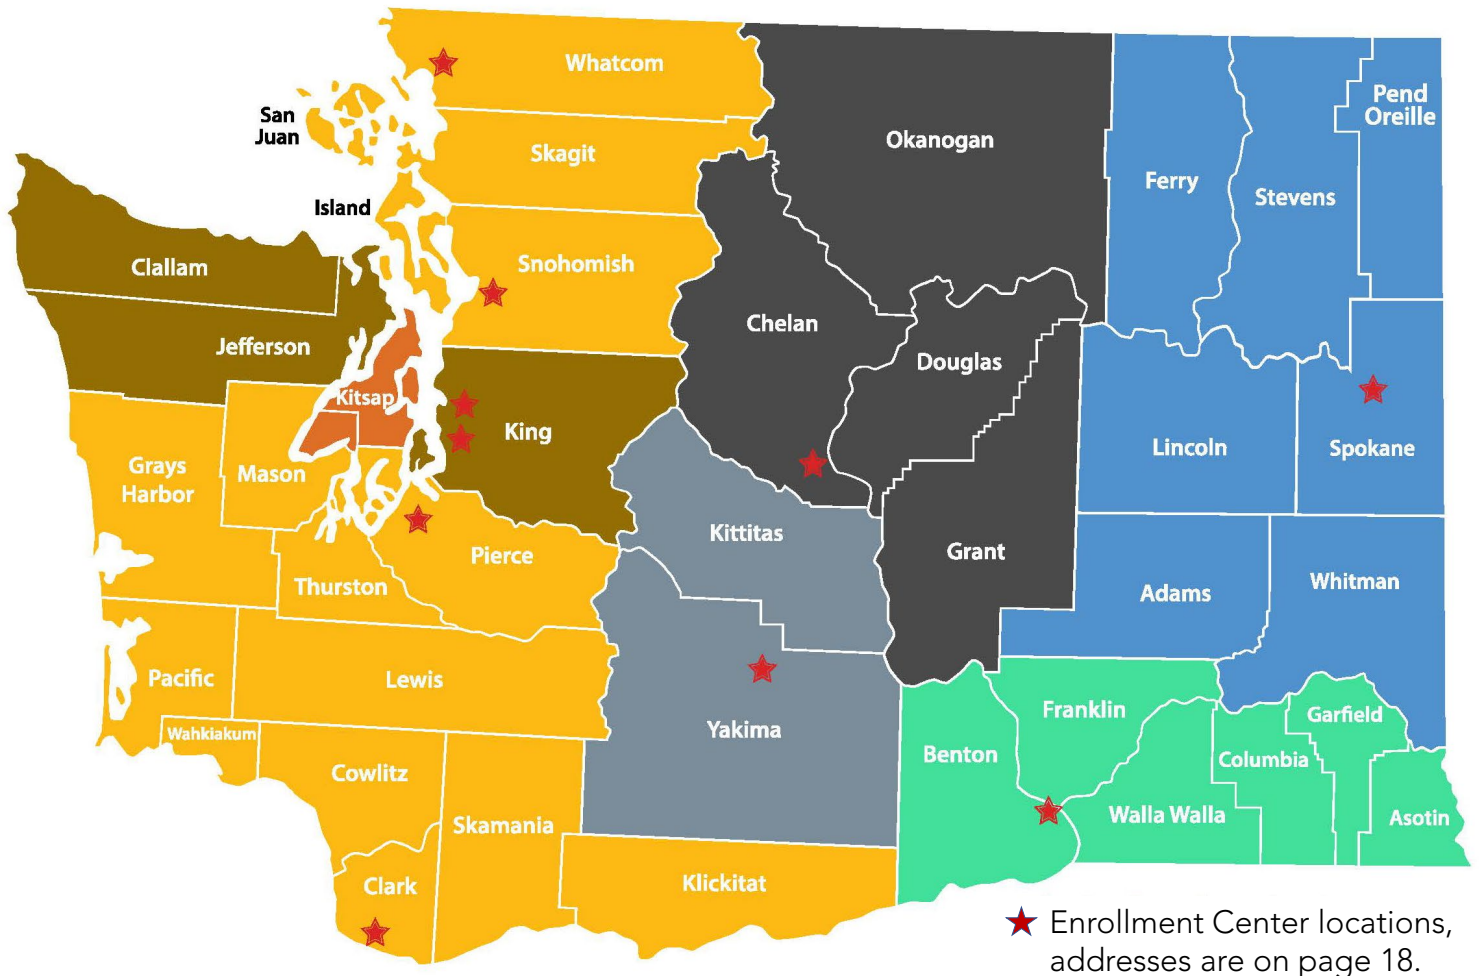 Whatcom
San
Juan
Skagit
Island
Snohomish
Okanogan
Ferry
Stevens
Pend
Oreille
Clallam
Jefferson
Chelan
Douglas
Kitsap
King
Lincoln
Spokane
Grays
Harbor
Mason
Kittitas
Grant
Pierce
Thurston
Adams
Whitman
Pacific
Lewis
Yakima
Franklin
Garfield
Wahkiakum
Benton
Columbia
Cowlitz
Skamania
Walla Walla
Asotin
Clark
Klickitat
Enrollment Center locations,
addresses are on page 18.